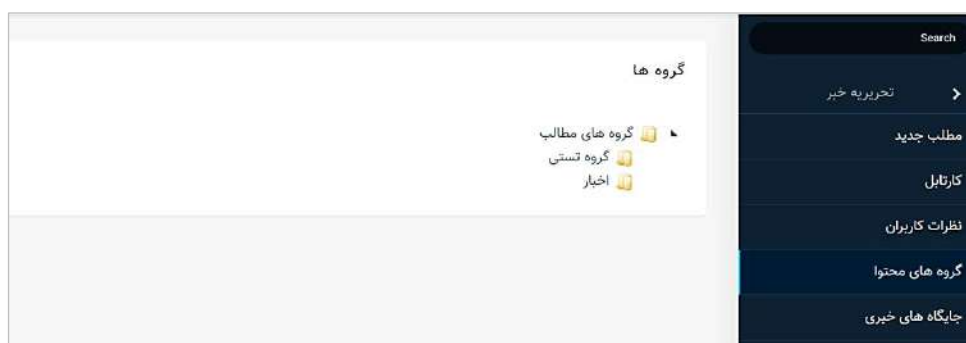 Search
تحریریه خبر
مطلب جدید
کارتابل
نظرات کاربران
گروه های محتوا
جایگاه های خبری
گروه ها
گروه های مطالب
گروه تستی
اخبار